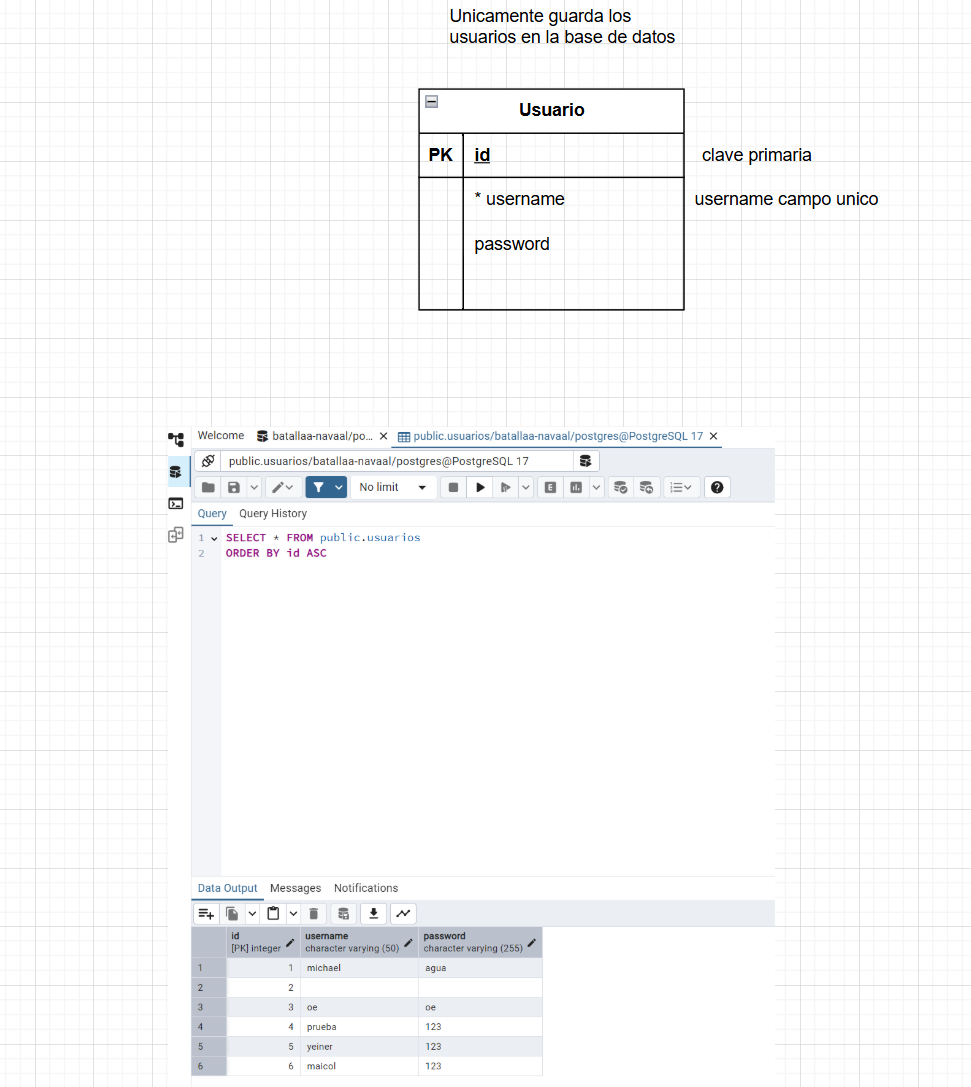 Unicamente guarda los
usuarios en la base de datos
Usuario
PK id clave primaria
* username username campo unico
password
Welcome batallaa-navaal/po... public.usuarios/batallaa-navaal/postgres@PostgreSQL 17
public.usuarios/batallaa-navaal/postgres@PostgreSQL 17
No limit
E
Query Query History
1 SELECT * FROM public.usuarios
2 ORDER BY id ASC
Data Output Messages Notifications
id username password
[PK] integer character varying (50) character varying (255)
1 1 michael agua
2 2
3 3 oe oe
4 4 prueba 123
5 5 yeiner 123
6 6 maicol 123